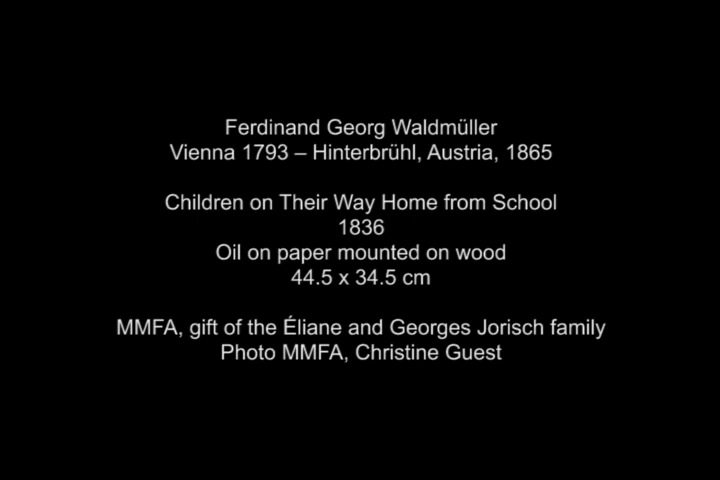 Ferdinand Georg Waldmüller
Vienna 1793 – Hinterbrühl, Austria, 1865
Children on Their Way Home from School
1836
Oil on paper mounted on wood
44.5 x 34.5 cm
MMFA, gift of the Éliane and Georges Jorisch family
Photo MMFA, Christine Guest